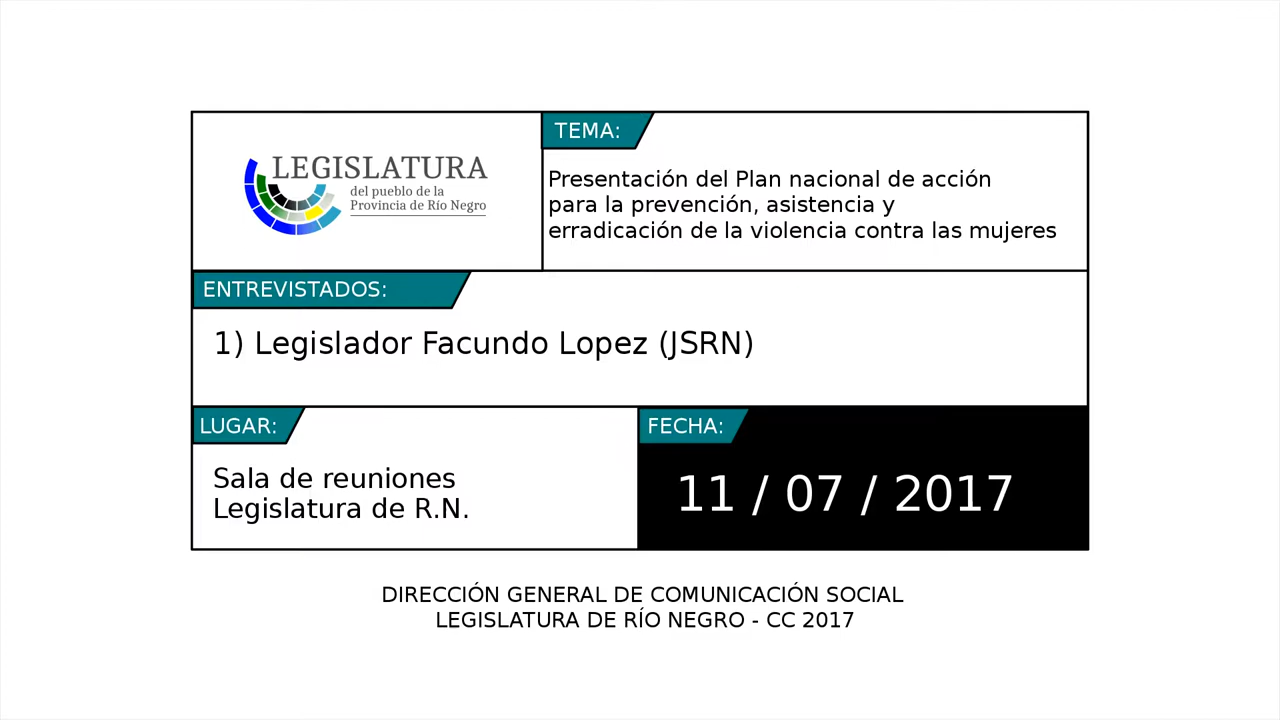 LEGISLATURA
del pueblo de la
Provincia de Río Negro
TEMA:
Presentación del Plan nacional de acción
para la prevención, asistencia y
erradicación de la violencia contra las mujeres
ENTREVISTADOS:
1) Legislador Facundo Lopez (JSRN)
LUGAR:
Sala de reuniones
Legislatura de R.N.
FECHA:
11 / 07 / 2017
DIRECCIÓN GENERAL DE COMUNICACIÓN SOCIAL
LEGISLATURA DE RÍO NEGRO - CC 2017